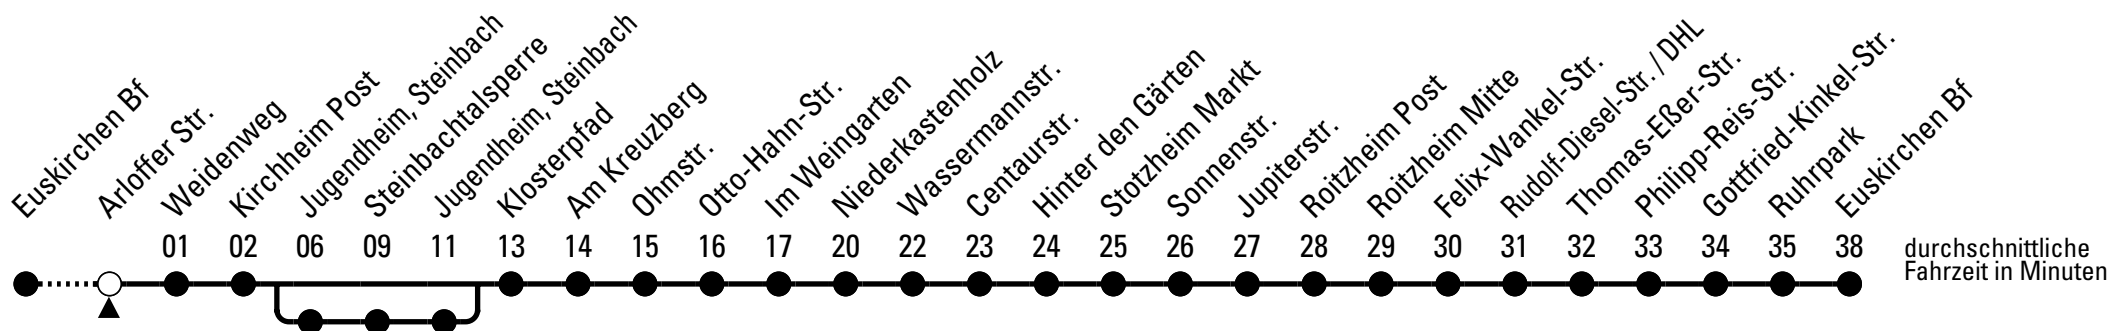 Euskirchen Bf
Arloffer Str.
Weidenweg
Kirchheim Post
Jugendheim, Steinbach
Steinbachtalsperre
Jugendheim, Steinbach
Klosterpfad
Am Kreuzberg
Ohmstr.
Otto-Hahn-Str.
Im Weingarten
Niederkastenholz
Wassermannstr.
Centaurstr.
Hinter den Gärten
Stotzheim Markt
Sonnenstr.
Jupiterstr.
Roitzheim Post
Roitzheim Mitte
Felix-Wankel-Str.
Rudolf-Diesel-Str. / DHL
Thomas-Eßer-Str.
Philipp-Reis-Str.
Gottfried-Kinkel-Str.
Ruhrpark
Euskirchen Bf
01 02 06 09 11 13 14 15 16 17 20 22 23 24 25 26 27 28 29 30 31 32 33 34 35 38
durchschnittliche
Fahrzeit in Minuten